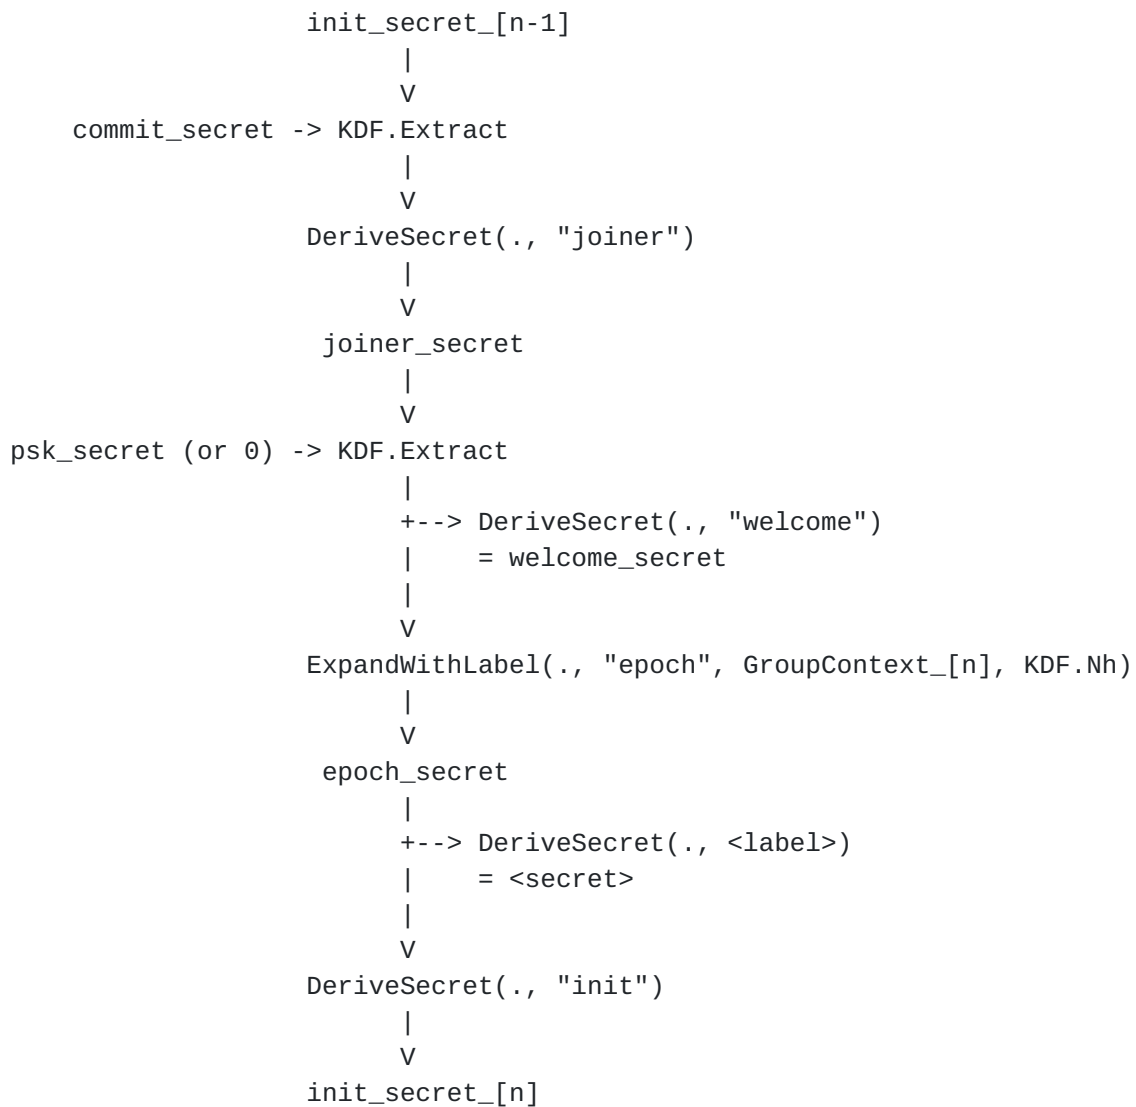 init_secret_[n-1]
                         |
                         V
    commit_secret -> KDF.Extract
                         |
                         V
                   DeriveSecret(., "joiner")
                         |
                         V
                    joiner_secret
                         |
                         V
psk_secret (or 0) -> KDF.Extract
                         |
                         +--> DeriveSecret(., "welcome")
                         |    = welcome_secret
                         |
                         V
                   ExpandWithLabel(., "epoch", GroupContext_[n], KDF.Nh)
                         |
                         V
                    epoch_secret
                         |
                         +--> DeriveSecret(., <label>)
                         |    = <secret>
                         |
                         V
                   DeriveSecret(., "init")
                         |
                         V
                   init_secret_[n]